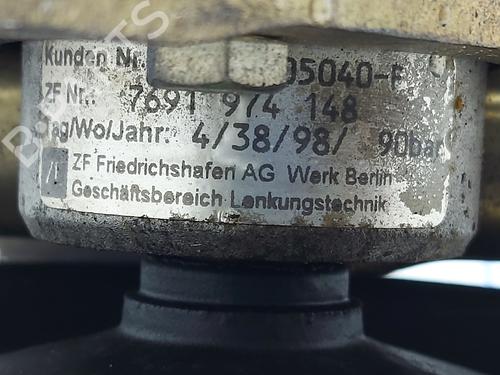 Kunden Nr.
05040-F
ZF Nr.: 7691 974 148
Tag/Wo/Jahr: 4/38/98/ 90bar
ZF Friedrichshafen AG Werk Berlin
Geschäftsbereich Lenkungstechnik